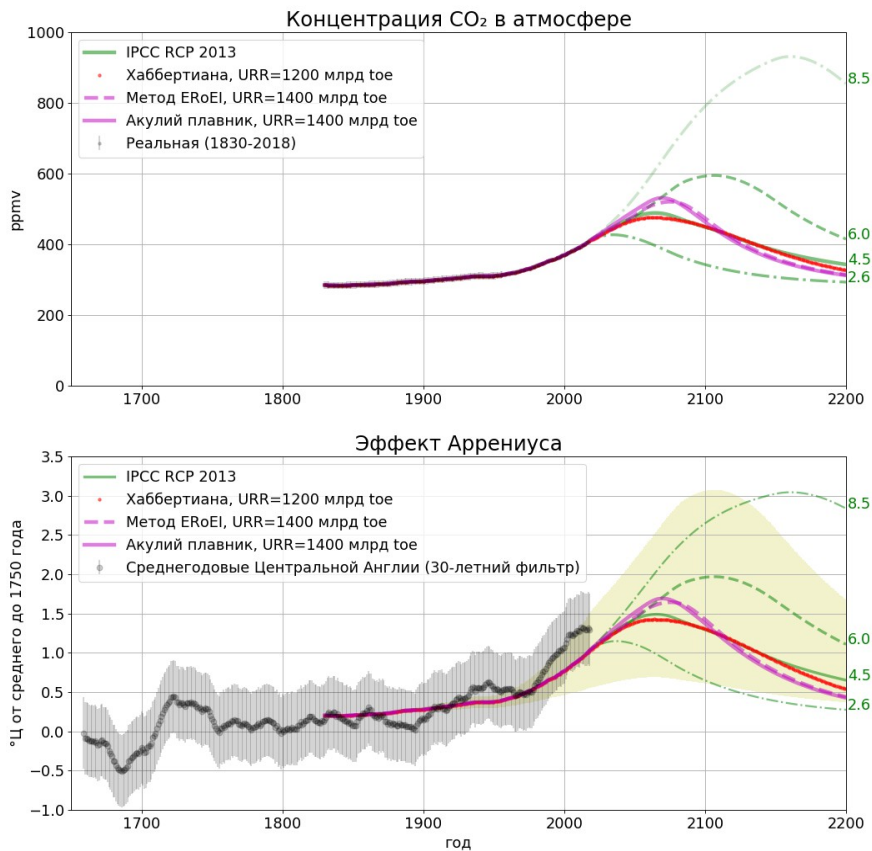 Концентрация CO₂ в атмосфере
1000
800
600
400
200
0
ppmv
IPCC RCP 2013
Хаббертиана, URR=1200 млрд toe
Метод ERoEI, URR=1400 млрд toe
Акулий плавник, URR=1400 млрд toe
Реальная (1830-2018)
8.5
6.0
4.5
2.6
1700
1800
1900
2000
2100
2200
Эффект Аррениуса
3.5
3.0
2.5
2.0
1.5
1.0
0.5
0.0
−0.5
−1.0
°Ц от среднего до 1750 года
IPCC RCP 2013
Хаббертиана, URR=1200 млрд toe
Метод ERoEI, URR=1400 млрд toe
Акулий плавник, URR=1400 млрд toe
Среднегодовые Центральной Англии (30-летний фильтр)
8.5
6.0
4.5
2.6
1700
1800
1900
2000
2100
2200
год